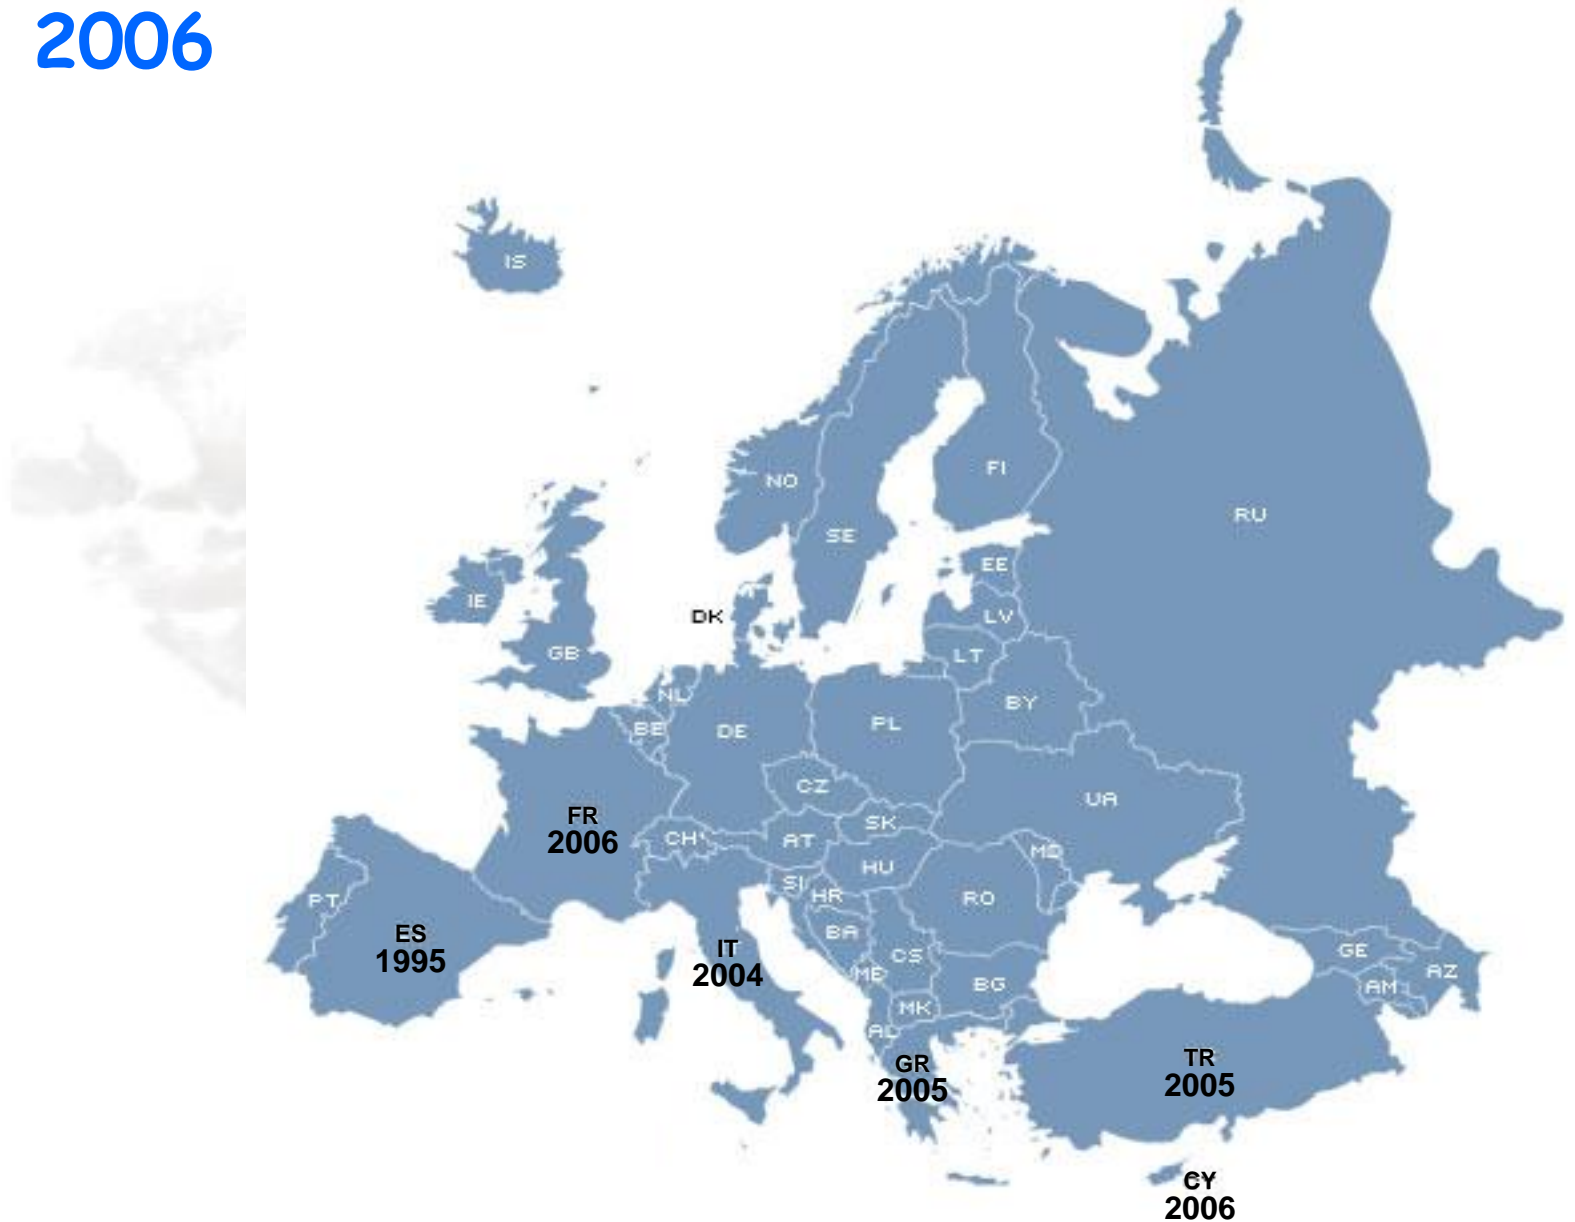 2006
IS
NO
FI
RU
SE
EE
DK
IE
LV
GB
LT
NL
BY
BE
DE
PL
CZ
UA
FR
2006
SK
CH
AT
MD
HU
SI
HR
PT
RO
ES
1995
BA
IT
2004
GE
CS
ME
AZ
BG
AM
MK
AL
GR
2005
TR
2005
CY
2006